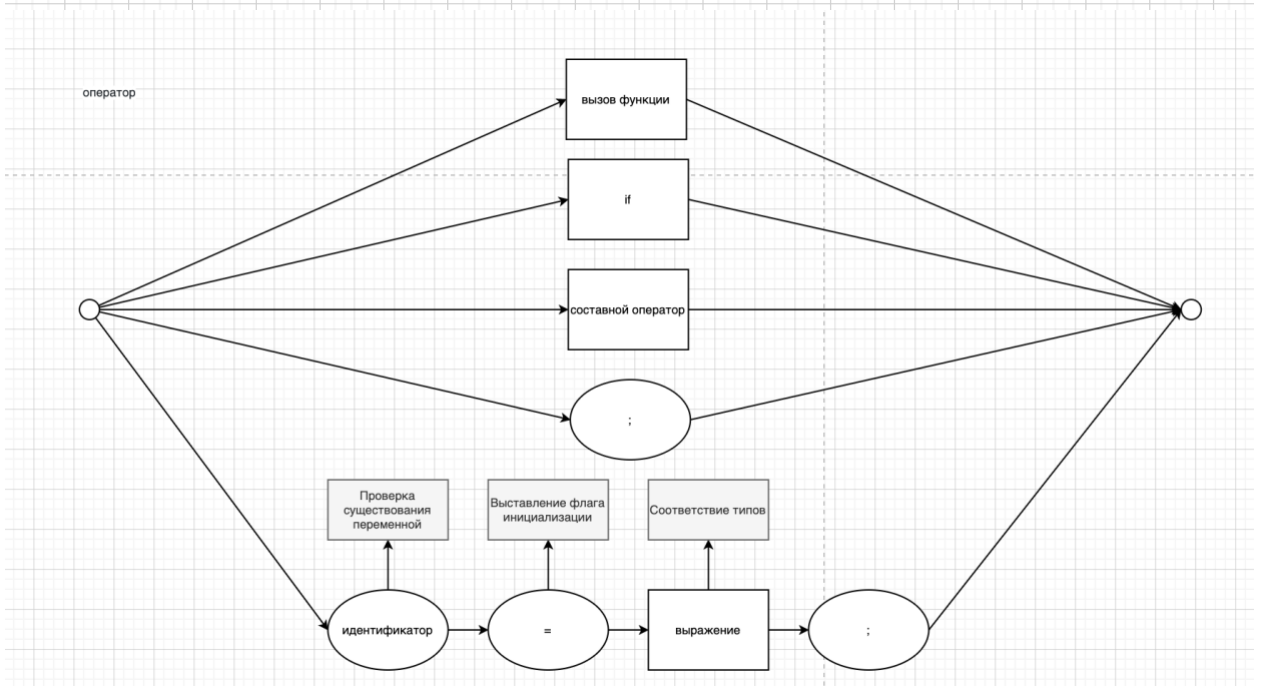 оператор
вызов функции
if
составной оператор
;
Проверка
существования
переменной
Выставление флага
инициализации
Соответствие типов
идентификатор
=
выражение
;